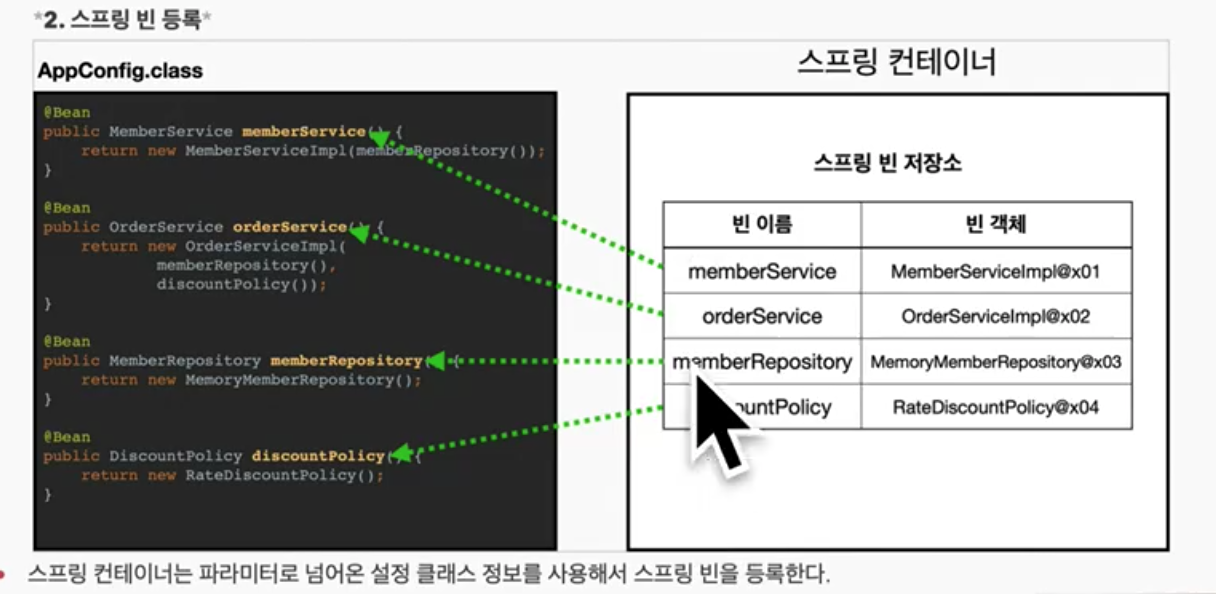 *2. 스프링 빈 등록*
AppConfig.class
@Bean
public MemberService memberService() {
return new MemberServiceImpl(memberRepository());
}
@Bean
public OrderService orderService() {
return new OrderServiceImpl(
memberRepository(),
discountPolicy());
}
@Bean
public MemberRepository memberRepository() {
return new MemoryMemberRepository();
}
@Bean
public DiscountPolicy discountPolicy() {
return new RateDiscountPolicy();
}
스프링 컨테이너
스프링 빈 저장소
빈 이름 빈 객체
memberService MemberServiceImpl@x01
orderService OrderServiceImpl@x02
memberRepository MemoryMemberRepository@x03
ountPolicy RateDiscountPolicy@x04
스프링 컨테이너는 파라미터로 넘어온 설정 클래스 정보를 사용해서 스프링 빈을 등록한다.